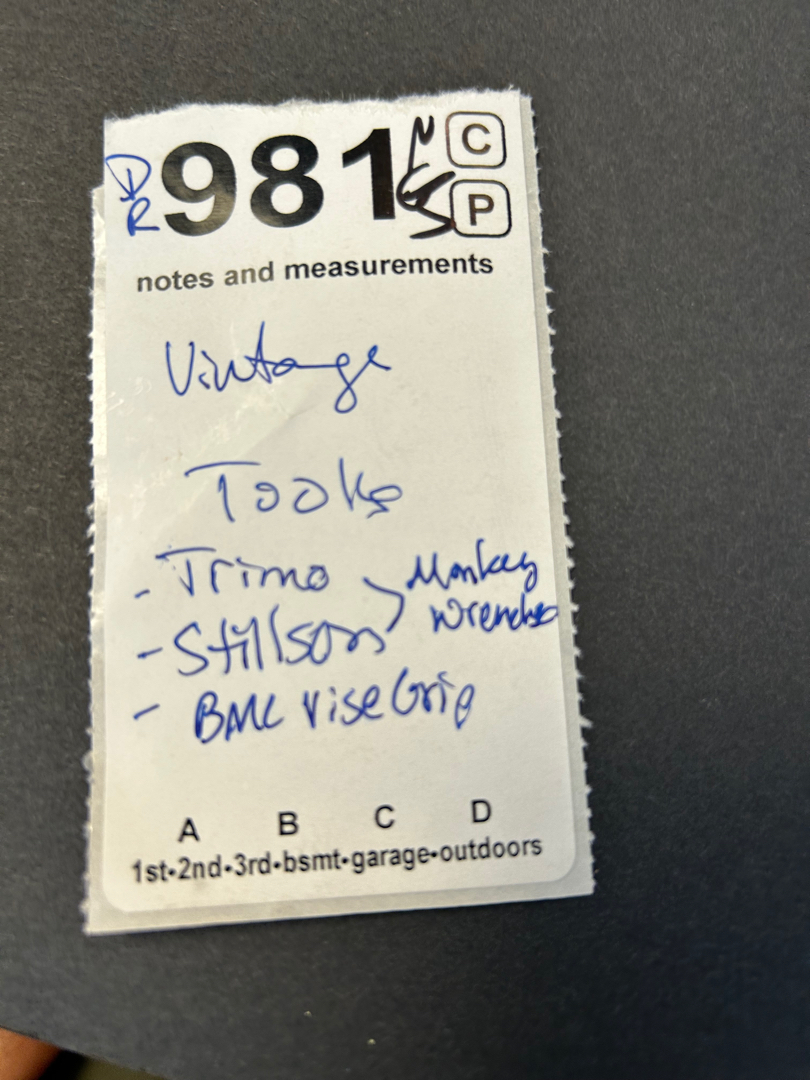 DR 981 C
P
notes and measurements
Vintage
Tools
- Trimo
- Stillson
Monkey
Wrenches
- BMC vise Grip
A B C D
1st•2nd•3rd•bsmt•garage•outdoors